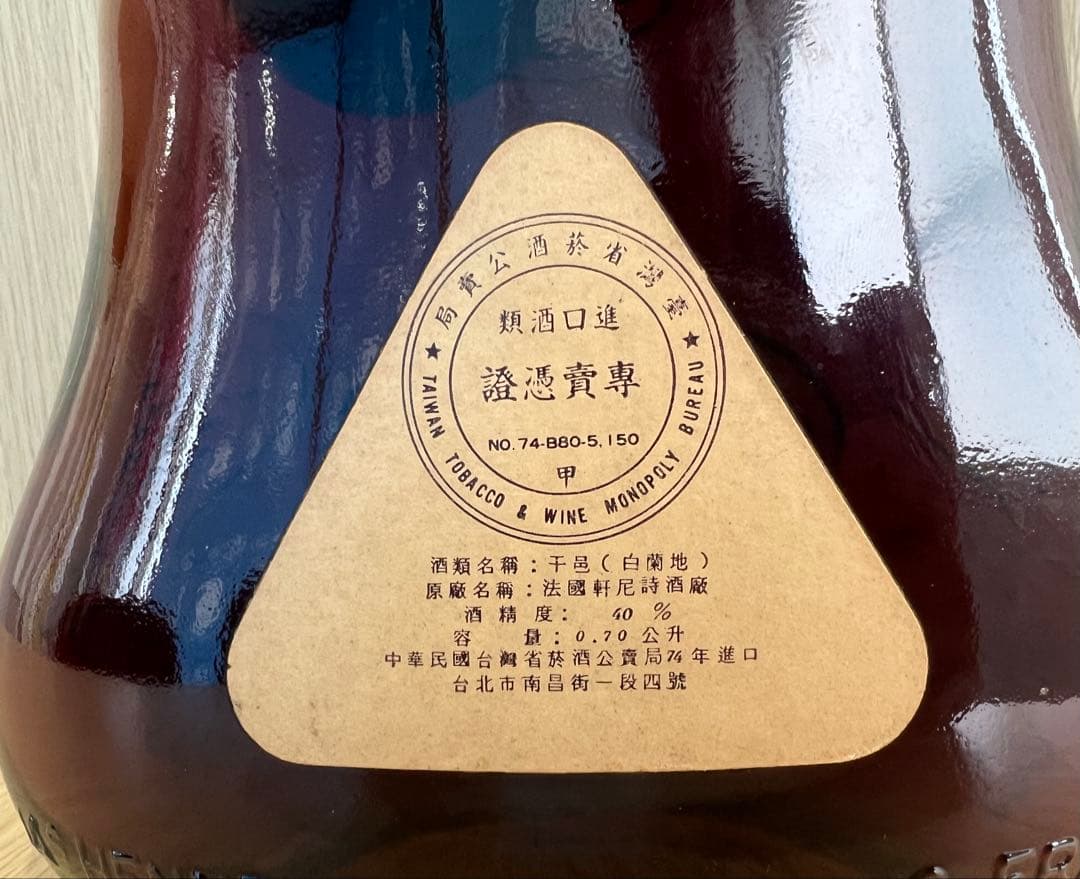 臺灣省菸酒公賣局
進口酒類
專賣憑證
NO.74-B80-5,150
甲
★ TAIWAN TOBACCO & WINE MONOPOLY BUREAU ★
酒類名稱：干邑(白蘭地)
原廠名稱：法國軒尼詩酒廠
酒精度： 40 %
容 量：0.70公升
中華民國台灣省菸酒公賣局74年進口
台北市南昌街一段四號